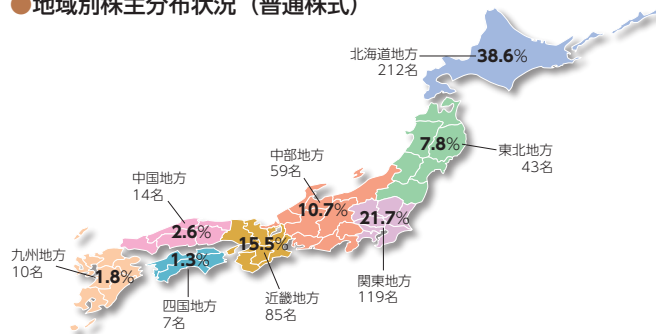 ●地域別株主分布状況（普通株式）
北海道地方
212名
38.6%
7.8%
東北地方
43名
中部地方
59名
10.7%
21.7%
関東地方
119名
中国地方
14名
2.6%
15.5%
近畿地方
85名
1.3%
四国地方
7名
九州地方
10名
1.8%